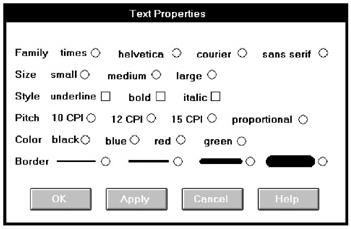 Text Properties
Family times helvetica courier sans serif
Size small medium large
Style underline bold italic
Pitch 10 CPI 12 CPI 15 CPI proportional
Color black blue red green
Border
OK Apply Cancel Help